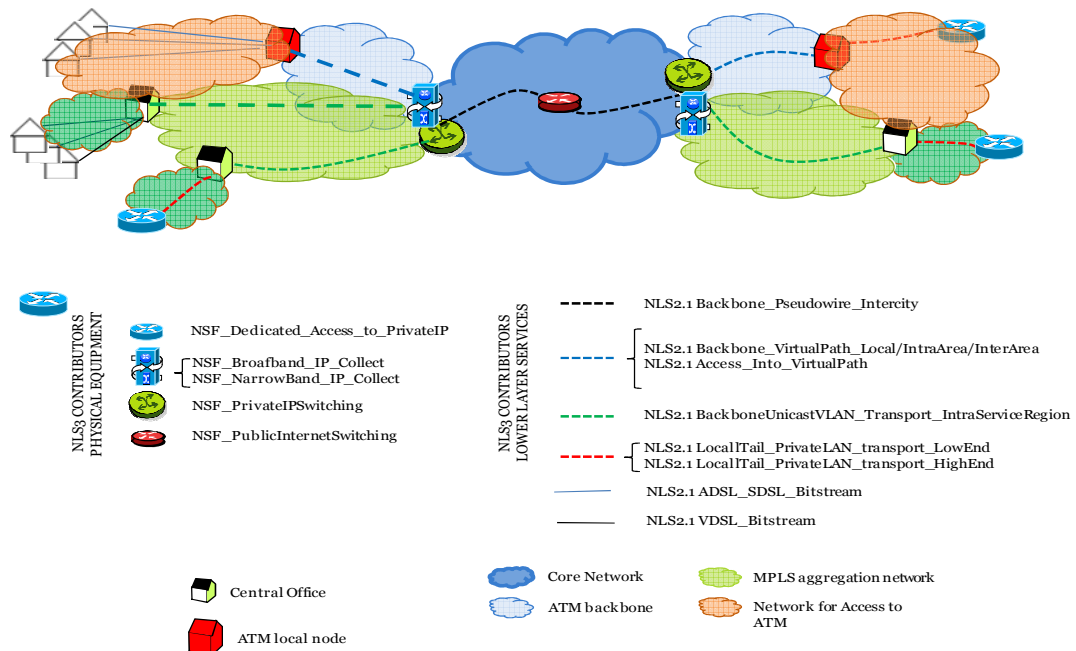 NLS3 CONTRIBUTORS
PHYSICAL EQUIPMENT
NSF_Dedicated_Access_to_PrivateIP
NSF_Broafband_IP_Collect
NSF_NarrowBand_IP_Collect
NSF_PrivateIPSwitching
NSF_PublicInternetSwitching
NLS3 CONTRIBUTORS
LOWER LAYER SERVICES
NLS2.1 Backbone_Pseudowire_Intercity
NLS2.1 Backbone_VirtualPath_Local/IntraArea/InterArea
NLS2.1 Access_Into_VirtualPath
NLS2.1 BackboneUnicastVLAN_Transport_IntraServiceRegion
NLS2.1 LocallTail_PrivateLAN_transport_LowEnd
NLS2.1 LocallTail_PrivateLAN_transport_HighEnd
NLS2.1 ADSL_SDSL_Bitstream
NLS2.1 VDSL_Bitstream
Central Office
ATM local node
Core Network
ATM backbone
MPLS aggregation network
Network for Access to
ATM